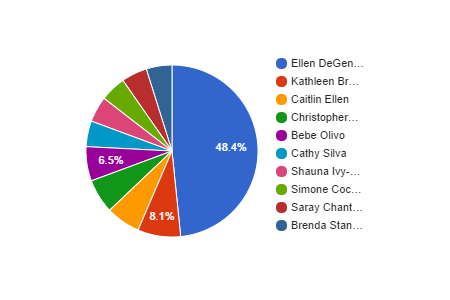 48.4%
8.1%
6.5%
Ellen DeGen...
Kathleen Br...
Caitlin Ellen
Christopher...
Bebe Olivo
Cathy Silva
Shauna Ivy-...
Simone Coc...
Saray Chant...
Brenda Stan...